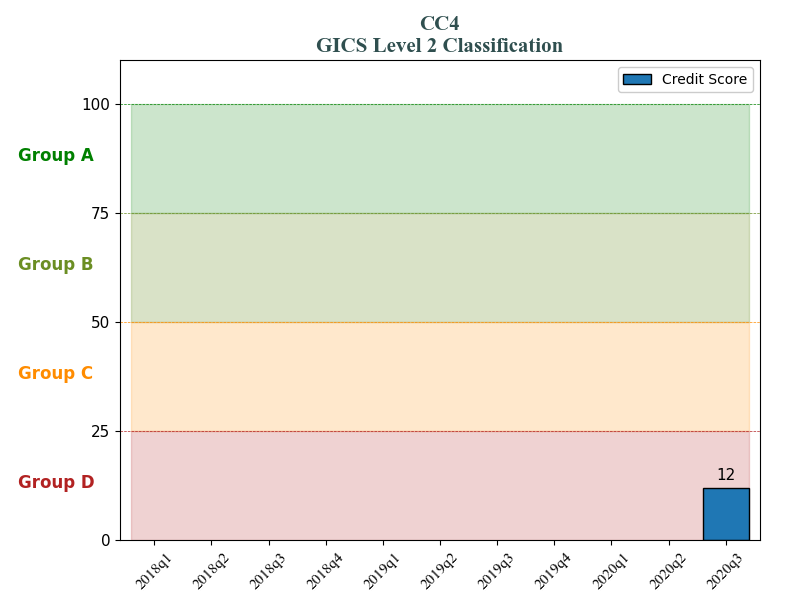 CC4
GICS Level 2 Classification
Credit Score
100
Group A
75
Group B
50
Group C
25
Group D
12
0
2018q1
2018q2
2018q3
2018q4
2019q1
2019q2
2019q3
2019q4
2020q1
2020q2
2020q3